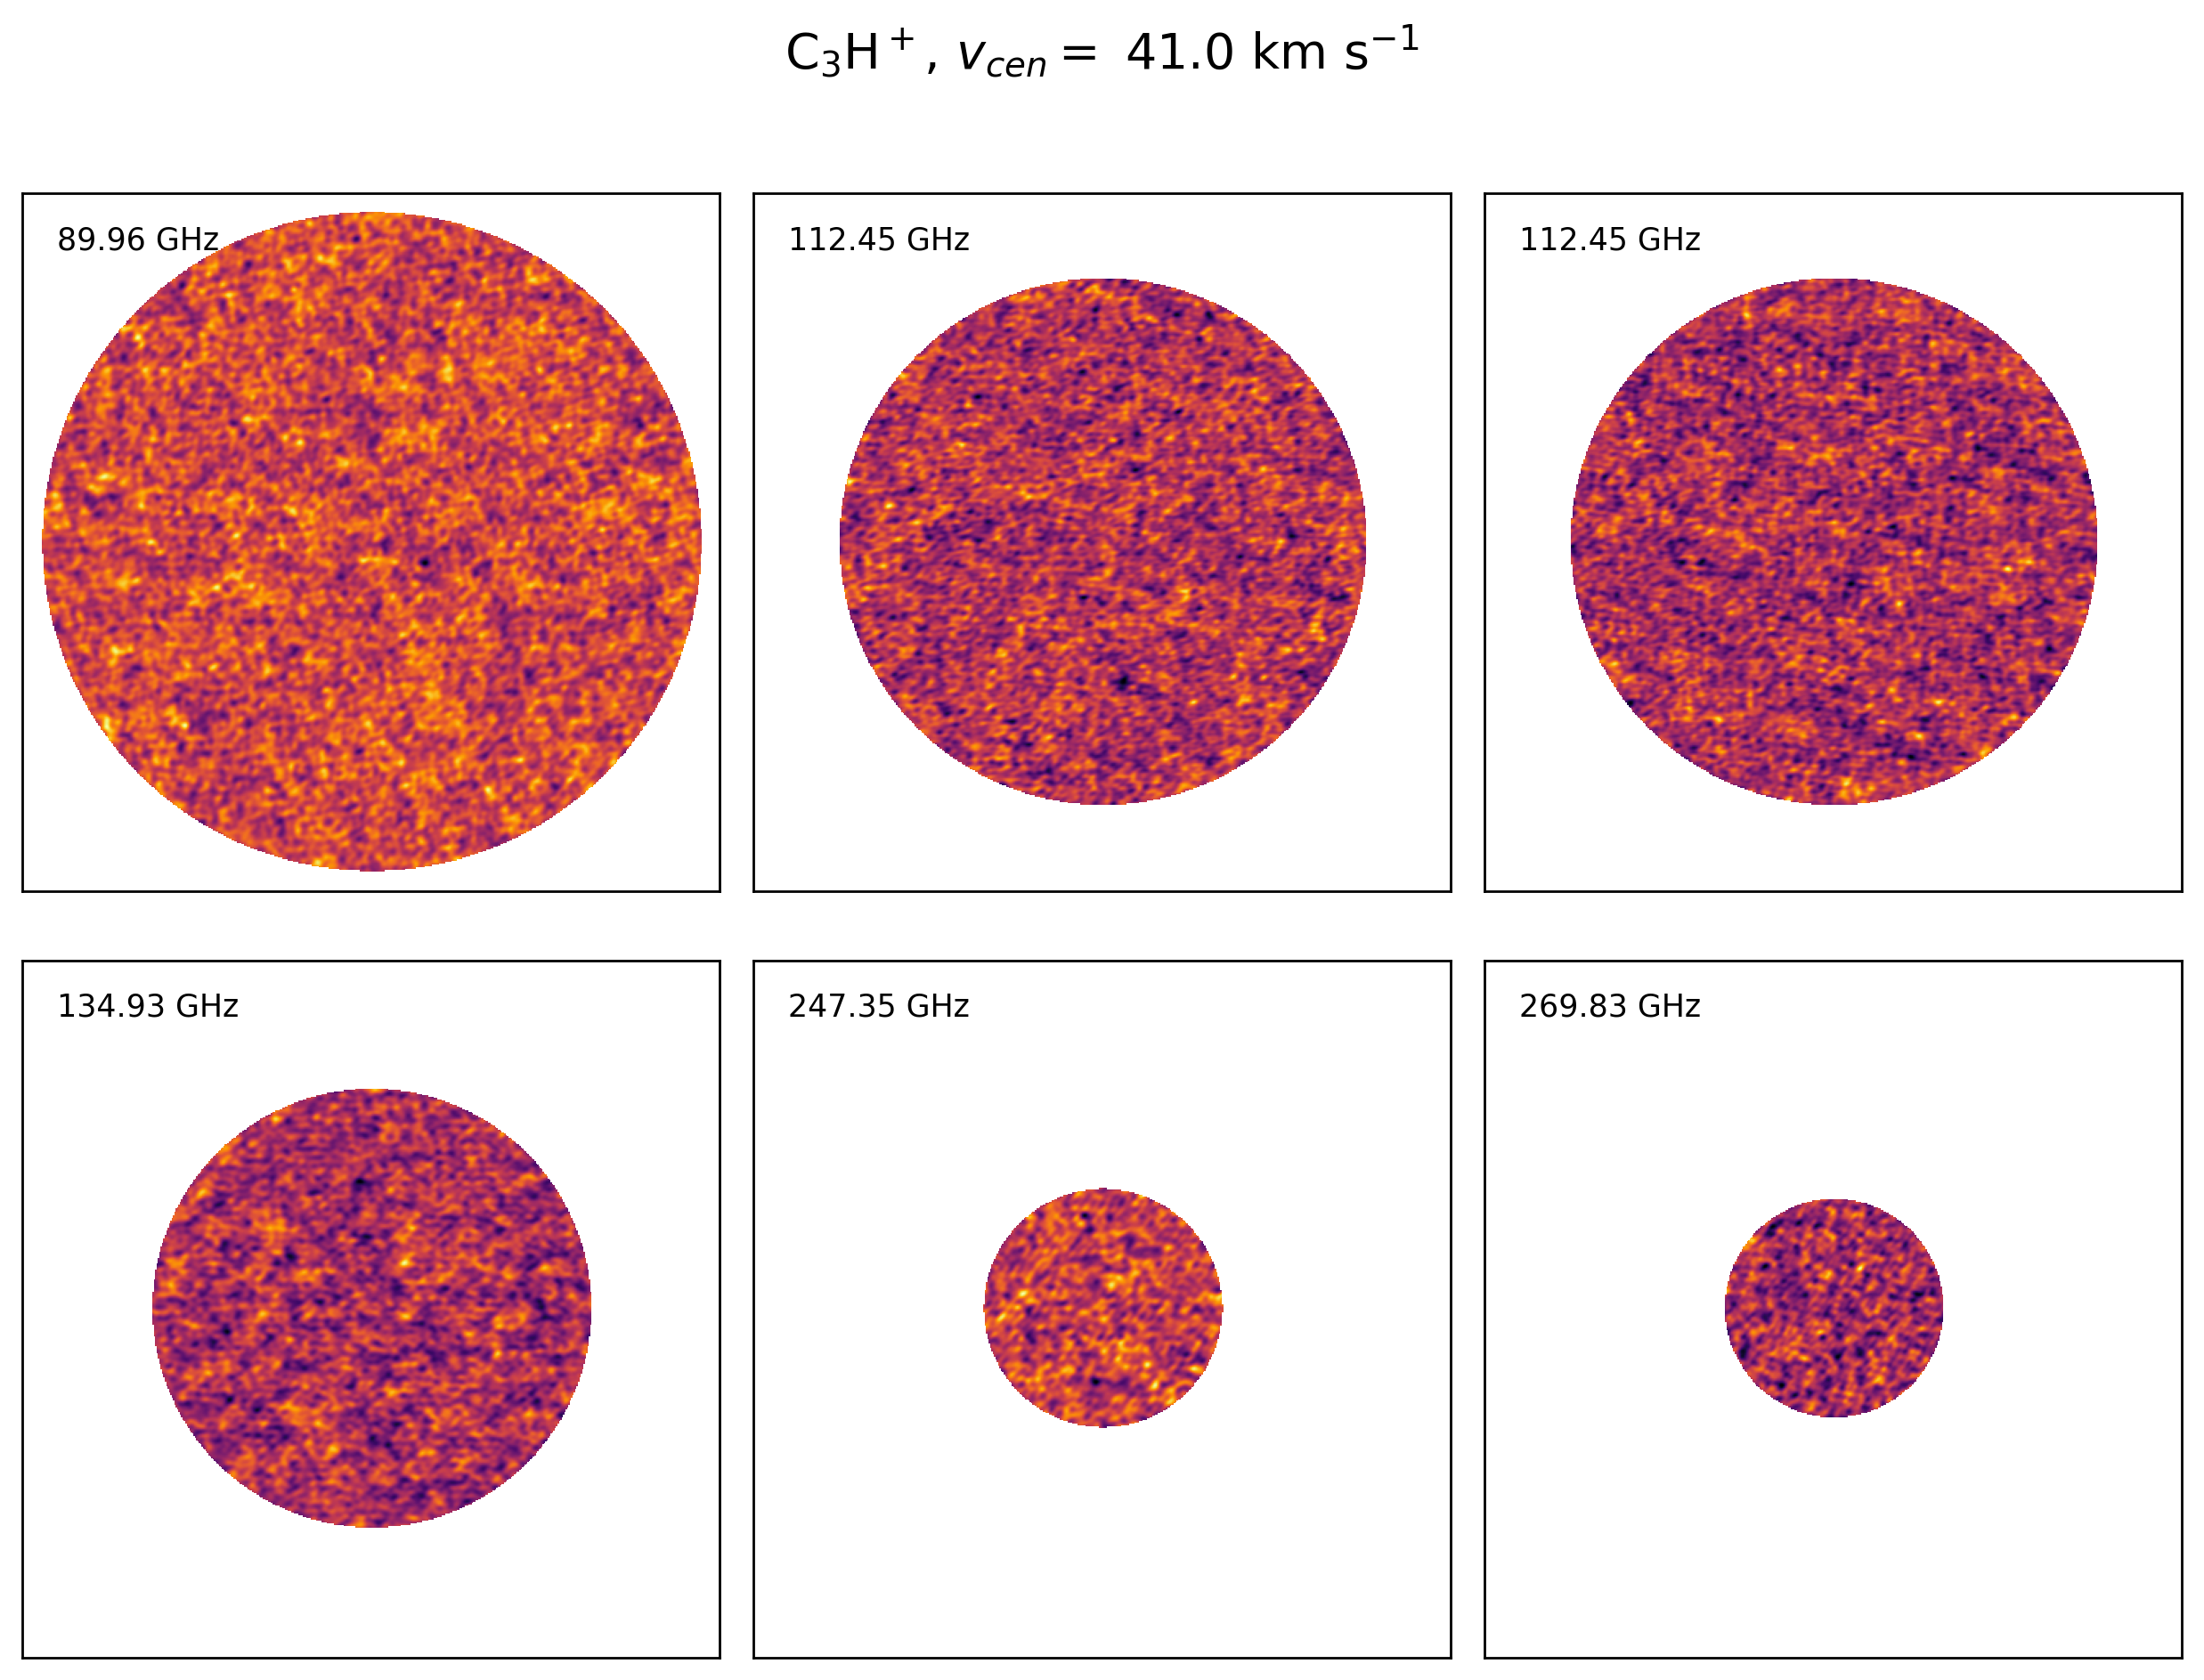 C₃H⁺, v_cen = 41.0 km s⁻¹
89.96 GHz
112.45 GHz
112.45 GHz
134.93 GHz
247.35 GHz
269.83 GHz